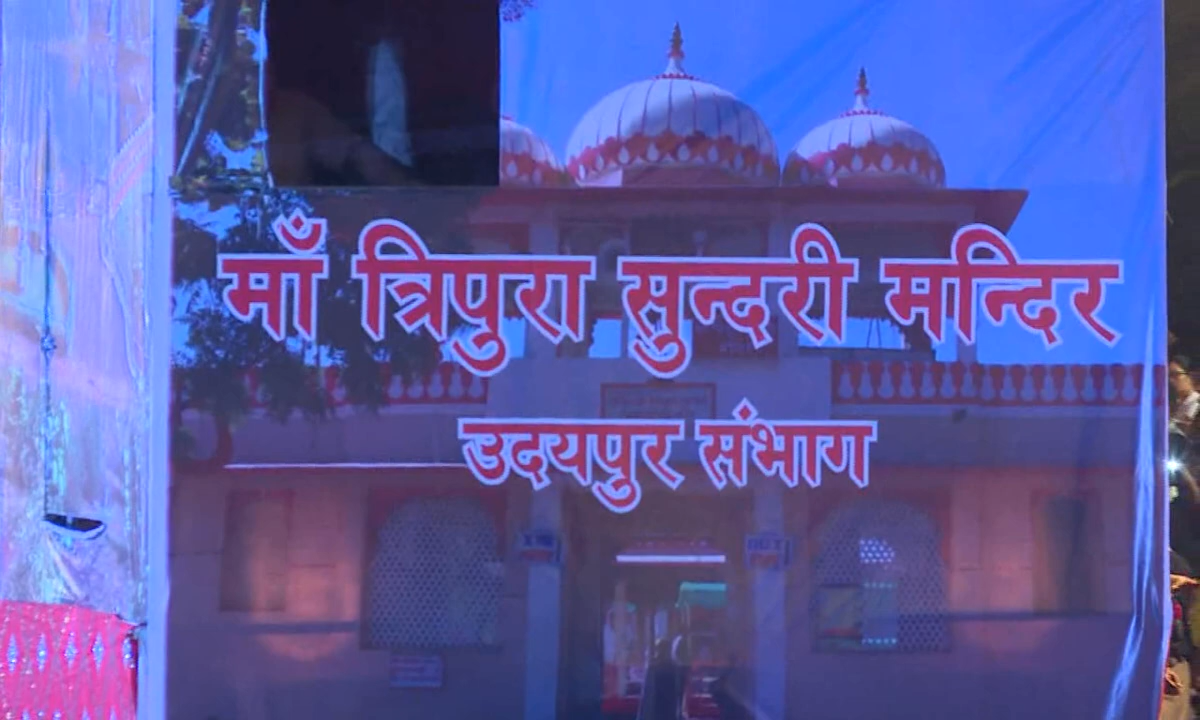 माँ त्रिपुरा सुन्दरी मन्दिर
उदयपुर संभाग